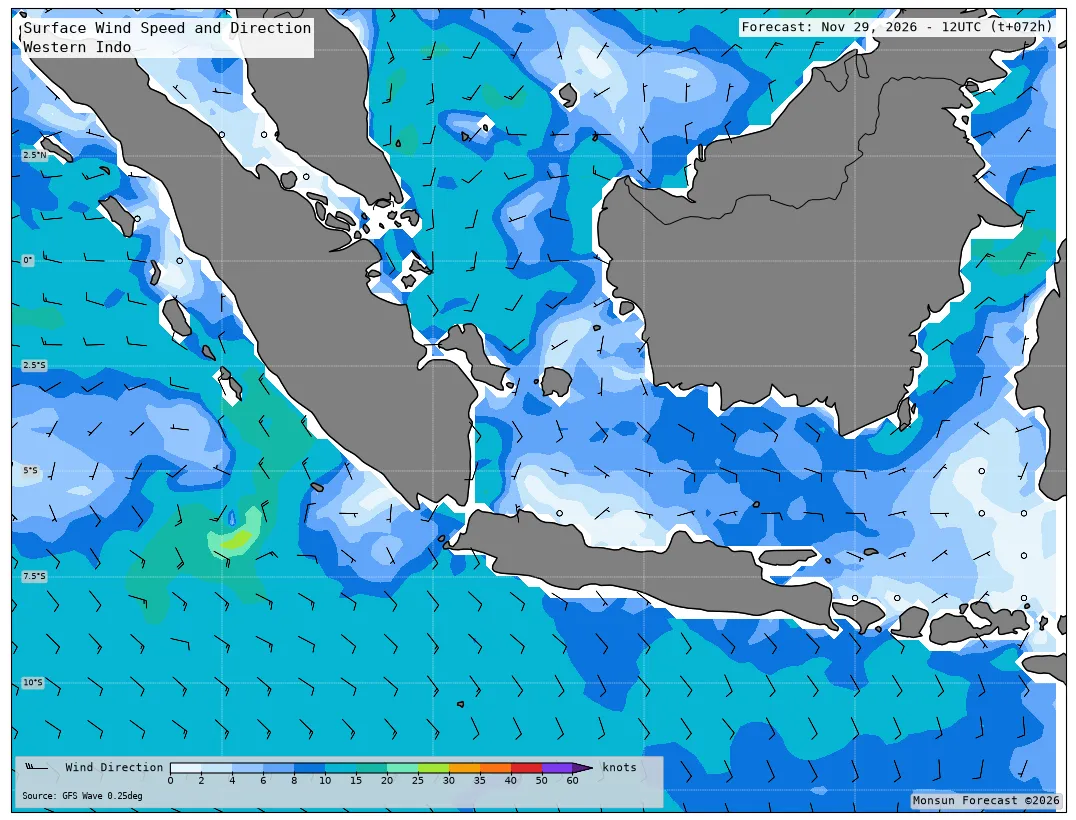 Surface Wind Speed and Direction
Western Indo
Forecast: Nov 29, 2026 - 12UTC (t+072h)
2.5°N
0°
2.5°S
5°S
7.5°S
10°S
Wind Direction
0 2 4 6 8 10 15 20 25 30 35 40 50 60
knots
Source: GFS Wave 0.25deg
Monsun Forecast ©2026